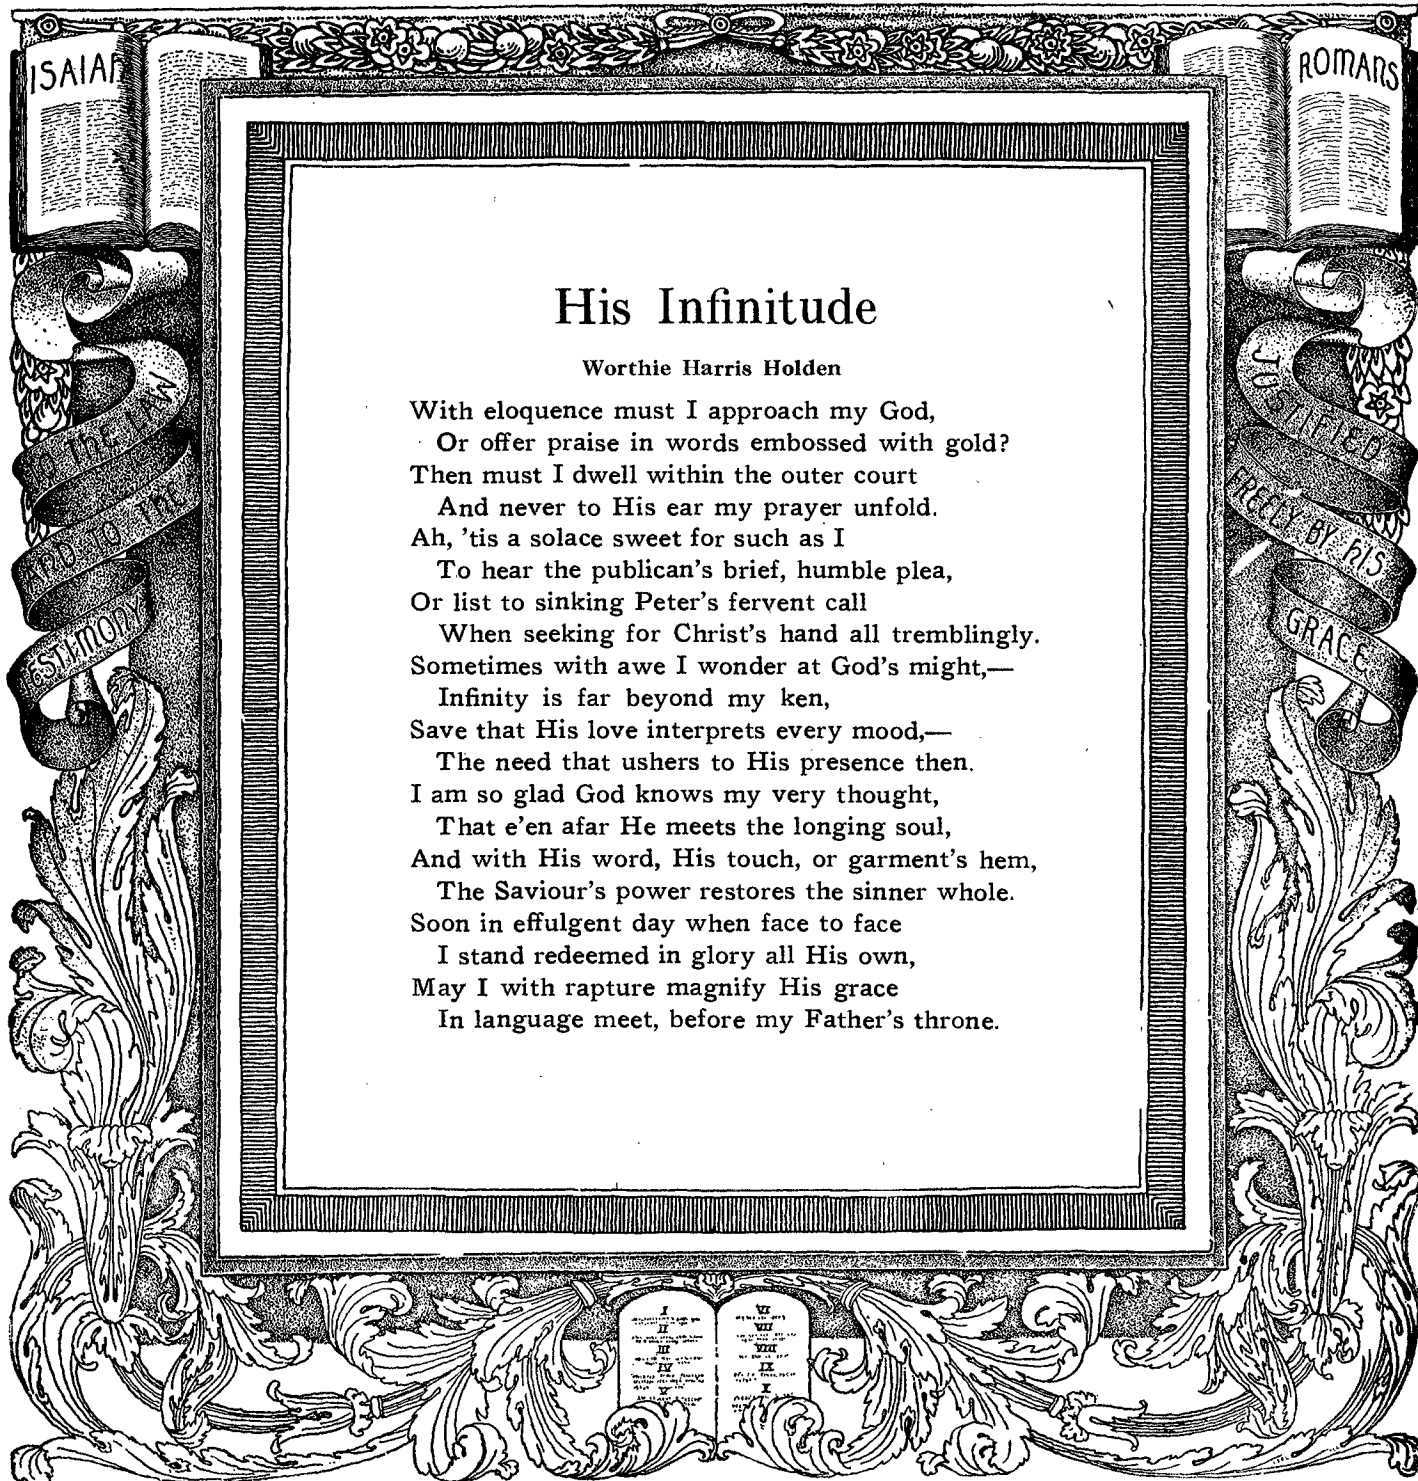 ISAIAH
ROMANS
His Infinitude
Worthie Harris Holden
With eloquence must I approach my God,
Or offer praise in words embossed with gold?
Then must I dwell within the outer court
And never to His ear my prayer unfold.
Ah, 'tis a solace sweet for such as I
To hear the publican's brief, humble plea,
Or list to sinking Peter's fervent call
When seeking for Christ's hand all tremblingly.
Sometimes with awe I wonder at God's might,—
Infinity is far beyond my ken,
Save that His love interprets every mood,—
The need that ushers to His presence then.
I am so glad God knows my very thought,
That e'en afar He meets the longing soul,
And with His word, His touch, or garment's hem,
The Saviour's power restores the sinner whole.
Soon in effulgent day when face to face
I stand redeemed in glory all His own,
May I with rapture magnify His grace
In language meet, before my Father's throne.
TO THE LAW
AND TO THE
TESTIMONY
JUSTIFIED
FREELY BY HIS
GRACE
I
II
III
IV
V
VI
VII
VIII
IX
X